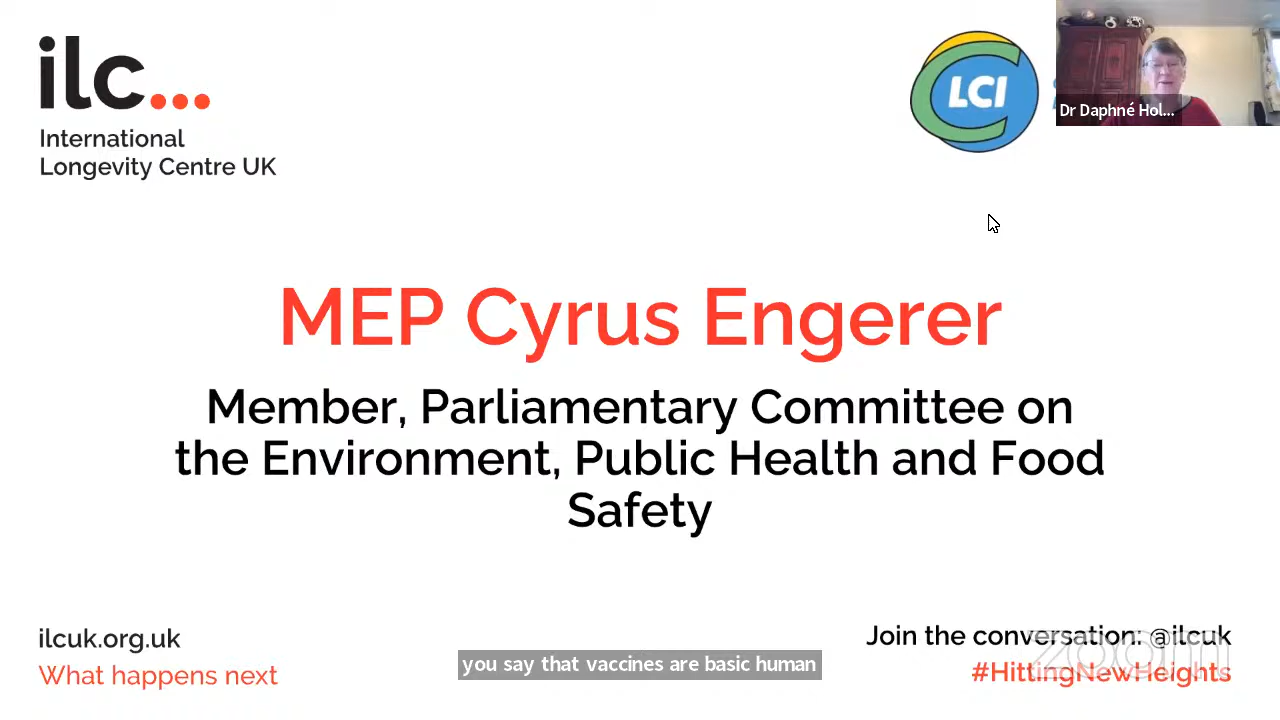 ilc...
International
Longevity Centre UK
LCI
Dr Daphné Hol...
MEP Cyrus Engerer
Member, Parliamentary Committee on
the Environment, Public Health and Food
Safety
ilcuk.org.uk
What happens next
you say that vaccines are basic human
Join the conversation: @ilcuk
#HittingNewHeights
zoom